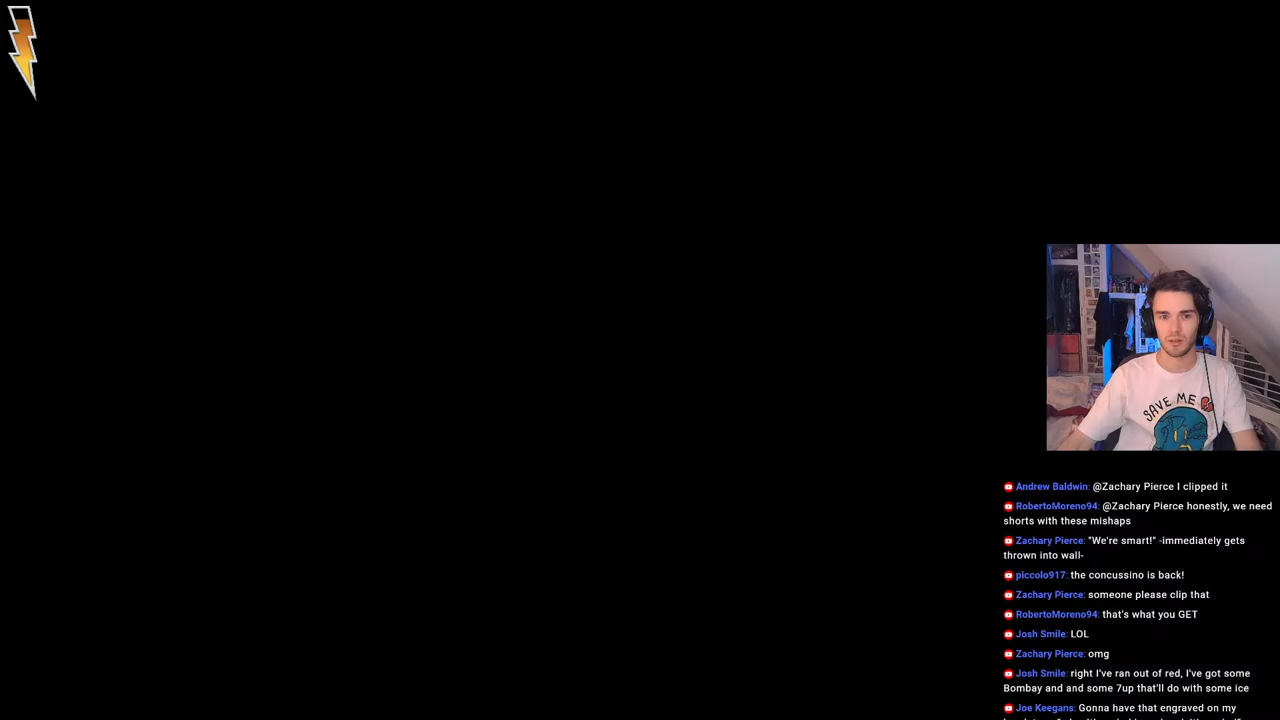 SAVE ME
Andrew Baldwin: @Zachary Pierce I clipped it
RobertoMoreno94: @Zachary Pierce honestly, we need
shorts with these mishaps
Zachary Pierce: "We're smart!" -immediately gets
thrown into wall-
piccolo917: the concussino is back!
Zachary Pierce: someone please clip that
RobertoMoreno94: that's what you GET
Josh Smile: LOL
Zachary Pierce: omg
Josh Smile: right I've ran out of red, I've got some
Bombay and and some 7up that'll do with some ice
Joe Keegans: Gonna have that engraved on my